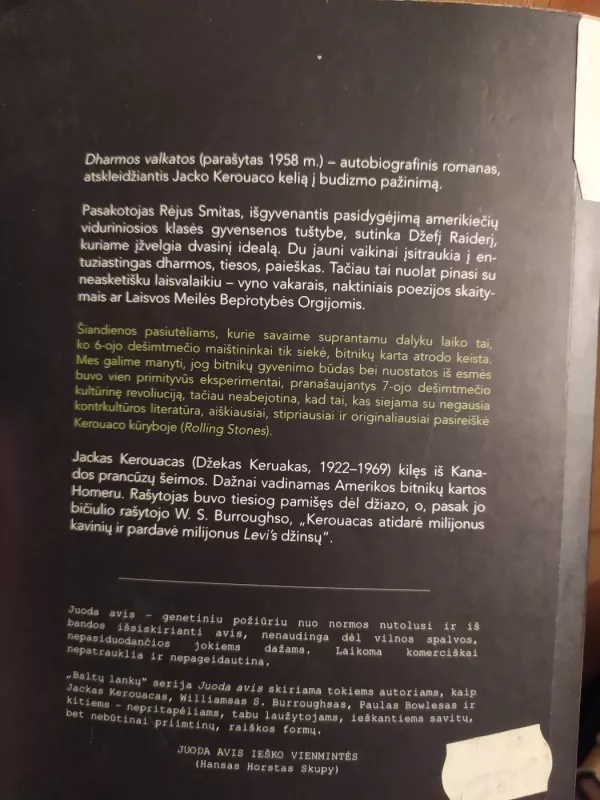 Dharmos valkatos (parašytas 1958 m.) – autobiografinis romanas,
atskleidžiantis Jacko Kerouaco kelią į budizmo pažinimą.
Pasakotojas Rėjus Smitas, išgyvenantis pasidygėjimą amerikiečių
viduriniosios klasės gyvensenos tuštybe, sutinka Džefį Raiderį,
kuriame įžvelgia dvasinį idealą. Du jauni vaikinai įsitraukia į en-
tuziastingas dharmos, tiesos, paieškas. Tačiau tai nuolat pinasi su
neasketišku laisvalaikiu – vyno vakarais, naktiniais poezijos skaity-
mais ar Laisvos Meilės Beprotybės Orgijomis.
Šiandienos pasiutėliams, kurie savaime suprantamu dalyku laiko tai,
ko 6-ojo dešimtmečio maištininkai tik siekė, bitnikų karta atrodo keista.
Mes galime manyti, jog bitnikų gyvenimo būdas bei nuostatos iš esmės
buvo vien primityvūs eksperimentai, pranašaujantys 7-ojo dešimtmečio
kultūrinę revoliuciją, tačiau neabejotina, kad tai, kas siejama su negausia
kontrkultūros literatūra, aiškiausiai, stipriausiai ir originaliausiai pasireiškė
Kerouaco kūryboje (Rolling Stones).
Jackas Kerouacas (Džekas Keruakas, 1922–1969) kilęs iš Kana-
dos prancūzų šeimos. Dažnai vadinamas Amerikos bitnikų kartos
Homeru. Rašytojas buvo tiesiog pamišęs dėl džiazo, o, pasak jo
bičiulio rašytojo W. S. Burroughso, „Kerouacas atidarė milijonus
kavinių ir pardavė milijonus Levi's džinsų".
Juoda avis – genetiniu požiūriu nuo normos nutolusi ir iš
bandos išsiskirianti avis, nenaudinga dėl vilnos spalvos,
nepasiduodančios jokiems dažams. Laikoma komerciškai
nepatrauklia ir nepageidautina.
„Baltų lankų" serija Juoda avis skiriama tokiems autoriams, kaip
Jackas Kerouacas, Williamsas S. Burroughsas, Paulas Bowlesas ir
kitiems – nepritapėliams, tabu laužytojams, ieškantiems savitų,
bet nebūtinai priimtinų, raiškos formų.
JUODA AVIS IEŠKO VIENMINTĖS
(Hansas Horstas Skupy)